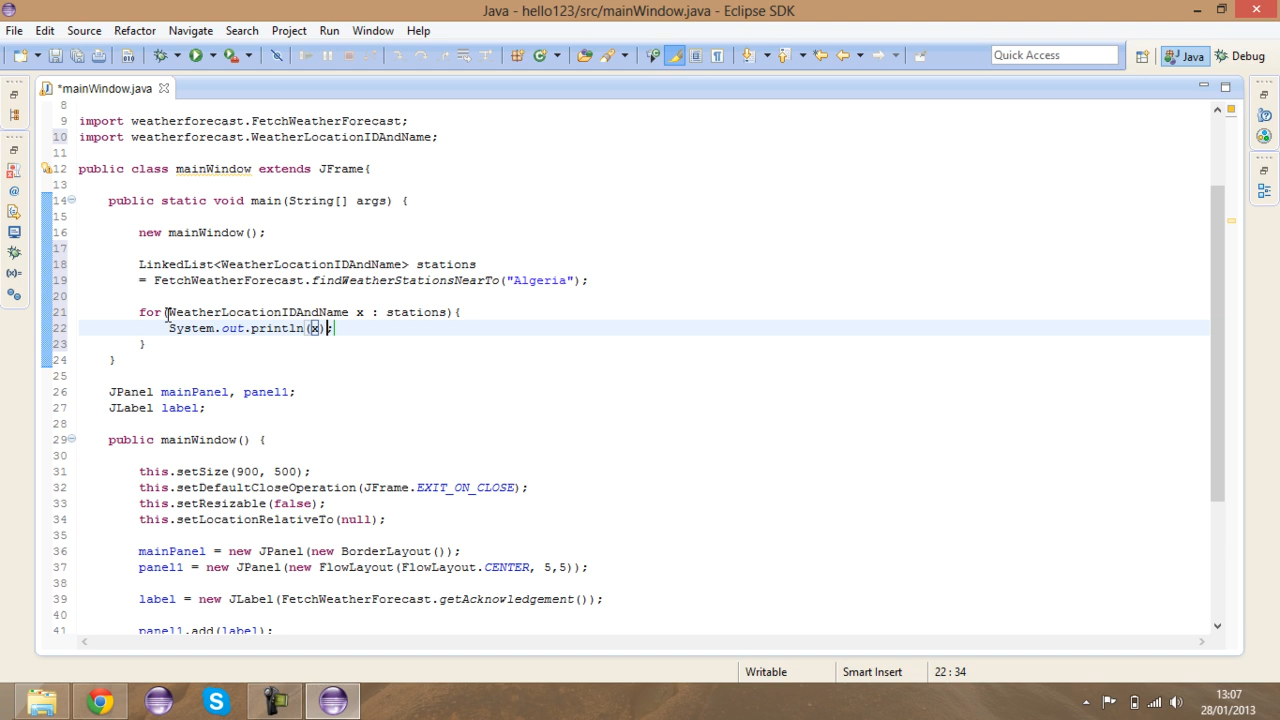 Java - hello123/src/mainWindow.java - Eclipse SDK
File Edit Source Refactor Navigate Search Project Run Window Help
Quick Access
Java
Debug
*mainWindow.java
8
9 import weatherforecast.FetchWeatherForecast;
10 import weatherforecast.WeatherLocationIDAndName;
11
12 public class mainWindow extends JFrame{
13
14 public static void main(String[] args) {
15
16 new mainWindow();
17
18 LinkedList<WeatherLocationIDAndName> stations
19 = FetchWeatherForecast.findWeatherStationsNearTo("Algeria");
20
21 for(WeatherLocationIDAndName x : stations){
22 System.out.println(x);
23 }
24 }
25
26 JPanel mainPanel, panel1;
27 JLabel label;
28
29 public mainWindow() {
30
31 this.setSize(900, 500);
32 this.setDefaultCloseOperation(JFrame.EXIT_ON_CLOSE);
33 this.setResizable(false);
34 this.setLocationRelativeTo(null);
35
36 mainPanel = new JPanel(new BorderLayout());
37 panel1 = new JPanel(new FlowLayout(FlowLayout.CENTER, 5,5));
38
39 label = new JLabel(FetchWeatherForecast.getAcknowledgement());
40
41 panel1.add(label);
Writable Smart Insert 22 : 34
13:07
28/01/2013